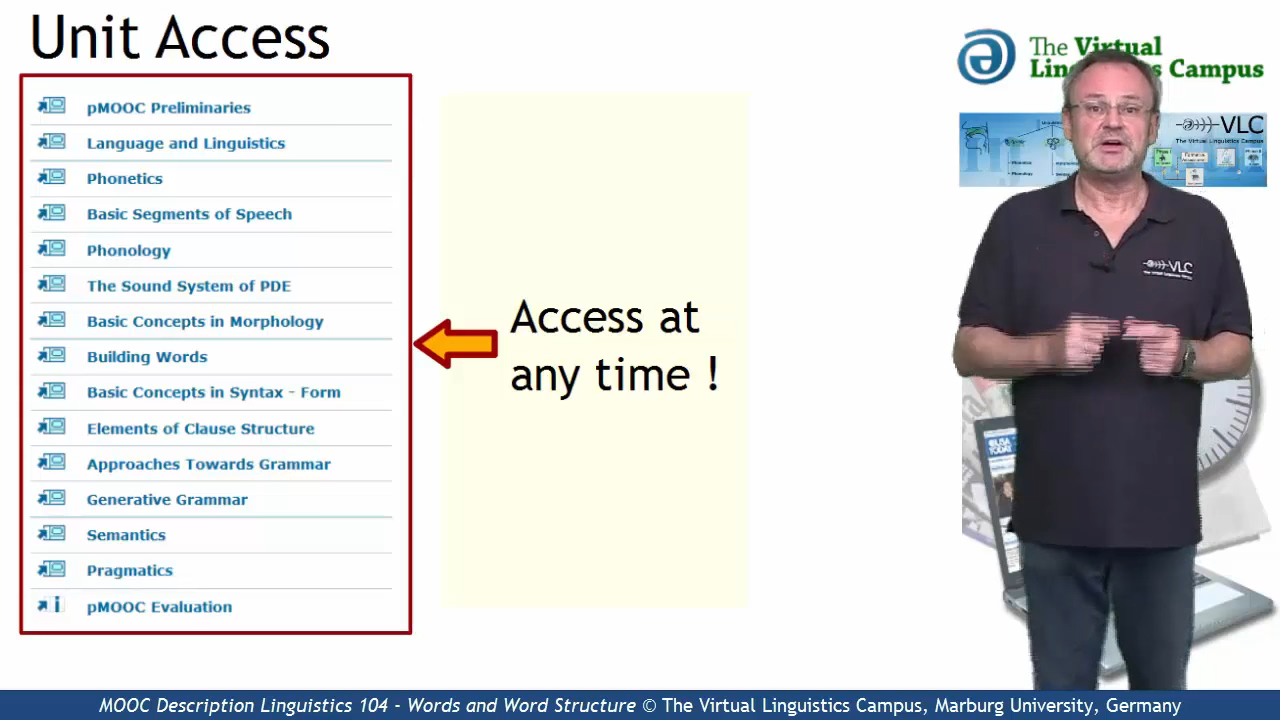 Unit Access
pMOOC Preliminaries
Language and Linguistics
Phonetics
Basic Segments of Speech
Phonology
The Sound System of PDE
Basic Concepts in Morphology
Building Words
Basic Concepts in Syntax - Form
Elements of Clause Structure
Approaches Towards Grammar
Generative Grammar
Semantics
Pragmatics
pMOOC Evaluation
Access at
any time !
The Virtual
Campus
VLC
The Virtual Linguistics Campus
VLC
USA
TODAY
MOOC Description Linguistics 104 - Words and Word Structure © The Virtual Linguistics Campus, Marburg University, Germany